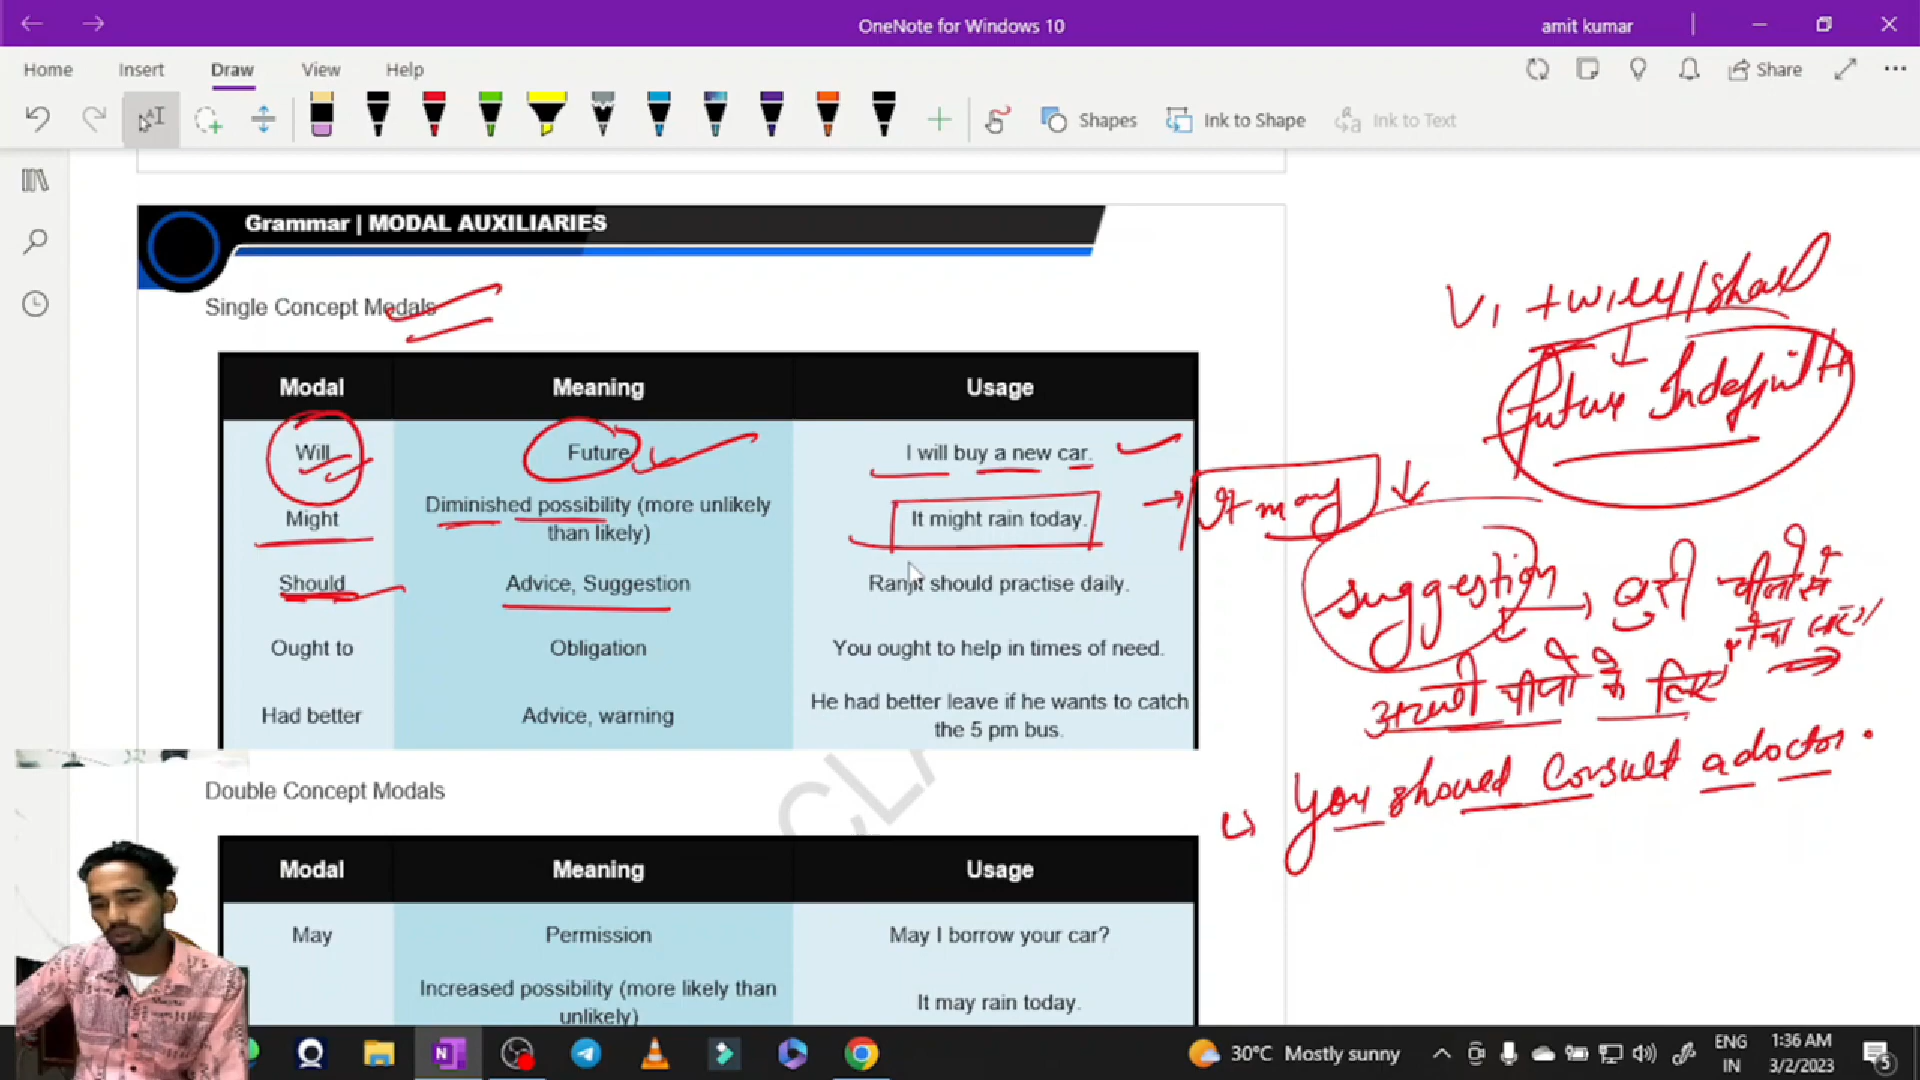 OneNote for Windows 10
amit kumar
Home Insert Draw View Help
Share
Shapes
Ink to Shape
Ink to Text
Grammar | MODAL AUXILIARIES
Single Concept Modals
Modal Meaning Usage
Will Future I will buy a new car.
Might Diminished possibility (more unlikely than likely) It might rain today.
Should Advice, Suggestion Ranjit should practise daily.
Ought to Obligation You ought to help in times of need.
Had better Advice, warning He had better leave if he wants to catch the 5 pm bus.
Double Concept Modals
Modal Meaning Usage
May Permission May I borrow your car?
Increased possibility (more likely than unlikely) It may rain today.
V1 + will/shall
future Indefinite
It may
suggestion बुरी चीजों से
अच्छी चीजों के लिए
You should consult a doctor.
30°C Mostly sunny
ENG
IN
1:36 AM
3/2/2023
5